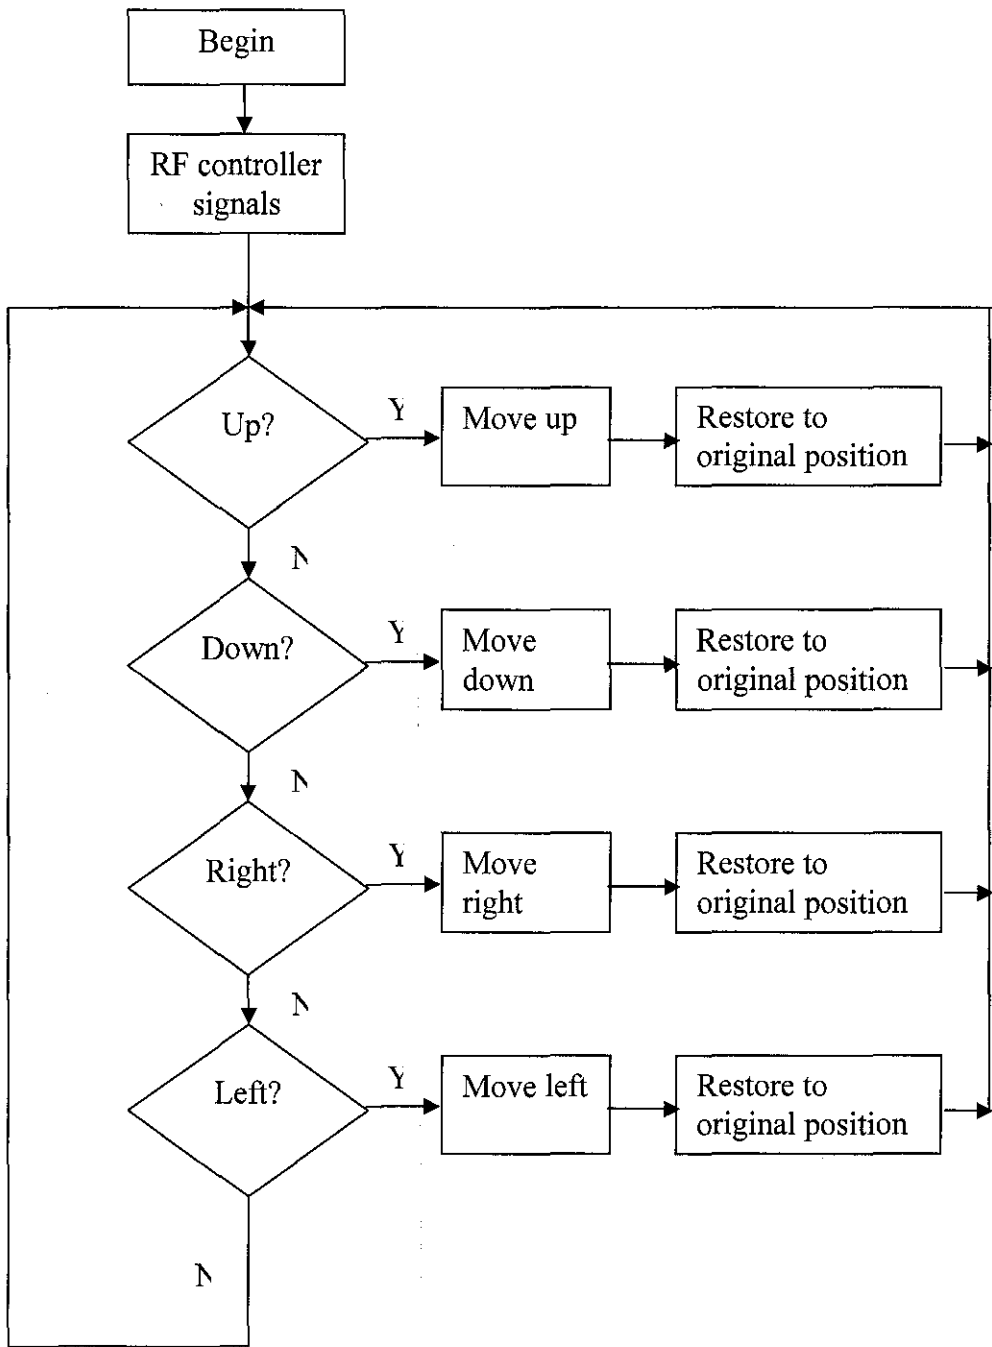 Begin
RF controller
signals
Up?
Y
Move up
Restore to
original position
N
Down?
Y
Move
down
Restore to
original position
N
Right?
Y
Move
right
Restore to
original position
N
Left?
Y
Move left
Restore to
original position
N